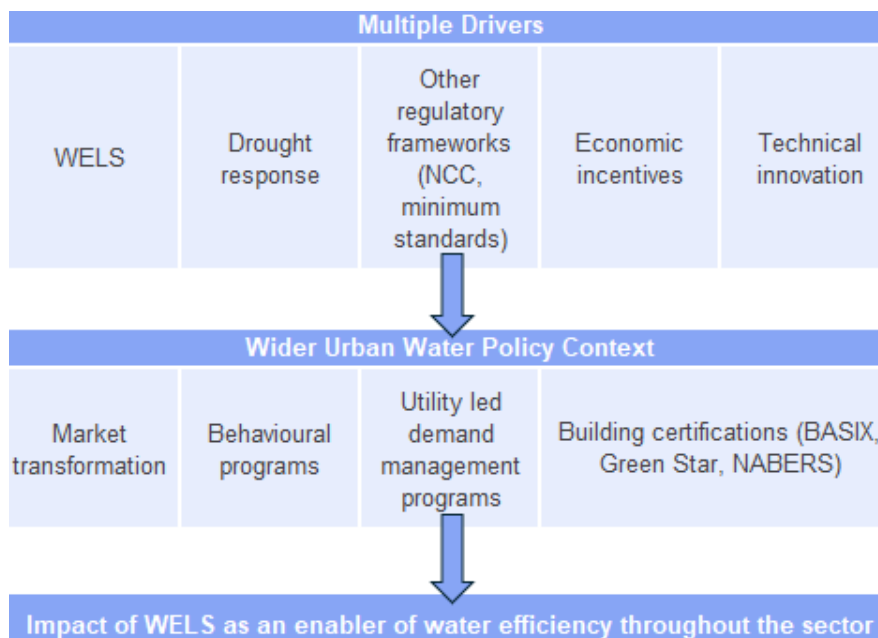 Multiple Drivers
WELS
Drought
response
Other
regulatory
frameworks
(NCC,
minimum
standards)
Economic
incentives
Technical
innovation
Wider Urban Water Policy Context
Market
transformation
Behavioural
programs
Utility led
demand
management
programs
Building certifications (BASIX,
Green Star, NABERS)
Impact of WELS as an enabler of water efficiency throughout the sector